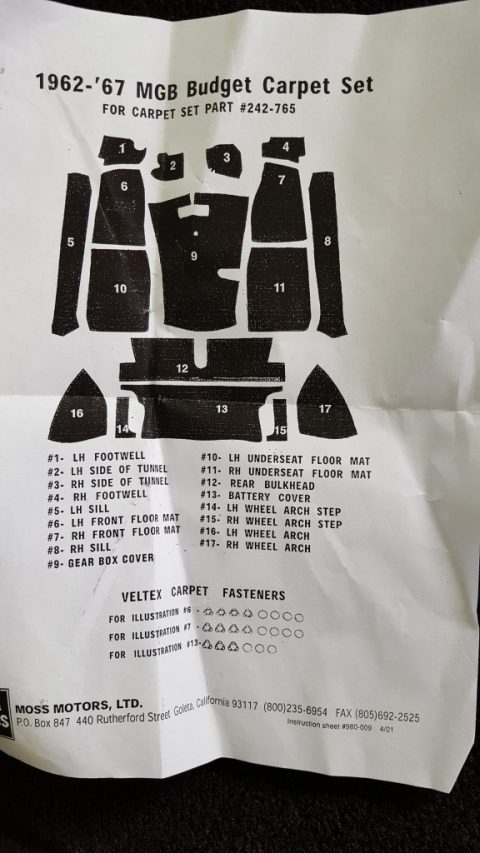 1962-'67 MGB Budget Carpet Set
FOR CARPET SET PART #242-765
1
2
3
4
5
6
7
8
9
10
11
12
13
14
15
16
17
#1- LH FOOTWELL
#2- LH SIDE OF TUNNEL
#3- RH SIDE OF TUNNEL
#4- RH FOOTWELL
#5- LH SILL
#6- LH FRONT FLOOR MAT
#7- RH FRONT FLOOR MAT
#8- RH SILL
#9- GEAR BOX COVER
#10- LH UNDERSEAT FLOOR MAT
#11- RH UNDERSEAT FLOOR MAT
#12- REAR BULKHEAD
#13- BATTERY COVER
#14- LH WHEEL ARCH STEP
#15- RH WHEEL ARCH STEP
#16- LH WHEEL ARCH
#17- RH WHEEL ARCH
VELTEX CARPET FASTENERS
FOR ILLUSTRATION #6 -
FOR ILLUSTRATION #7 -
FOR ILLUSTRATION #13-
MOSS MOTORS, LTD.
P.O. Box 847 440 Rutherford Street Goleta, California 93117 (800)235-6954 FAX (805)692-2525
Instruction sheet #980-009 4/01